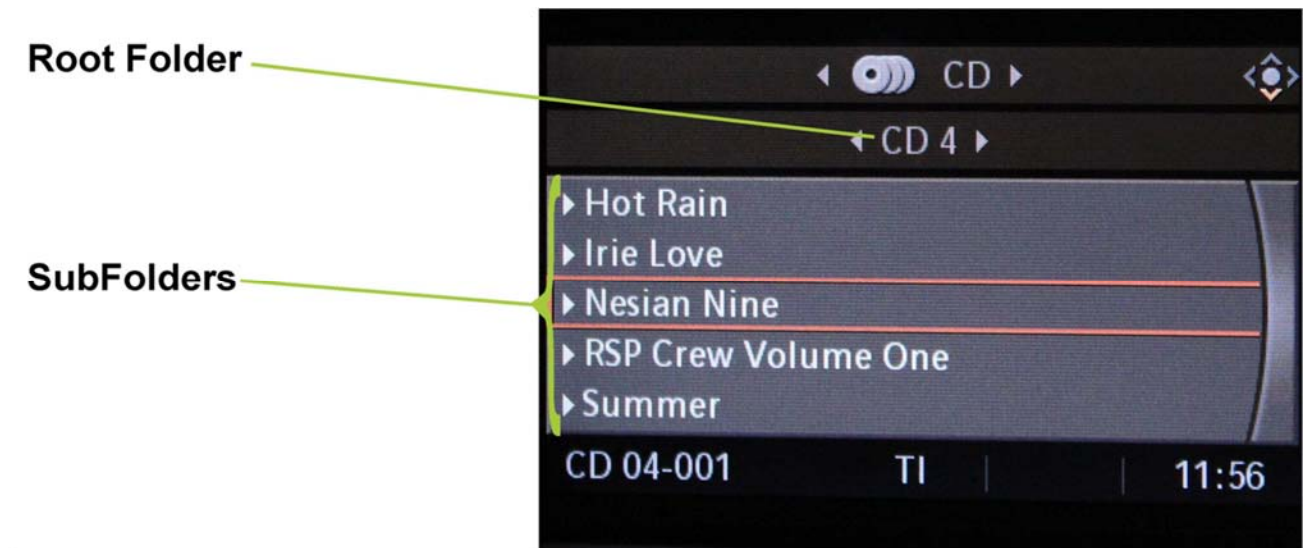 Root Folder
CD
CD 4
Hot Rain
Irie Love
SubFolders
Nesian Nine
RSP Crew Volume One
Summer
CD 04-001 TI 11:56